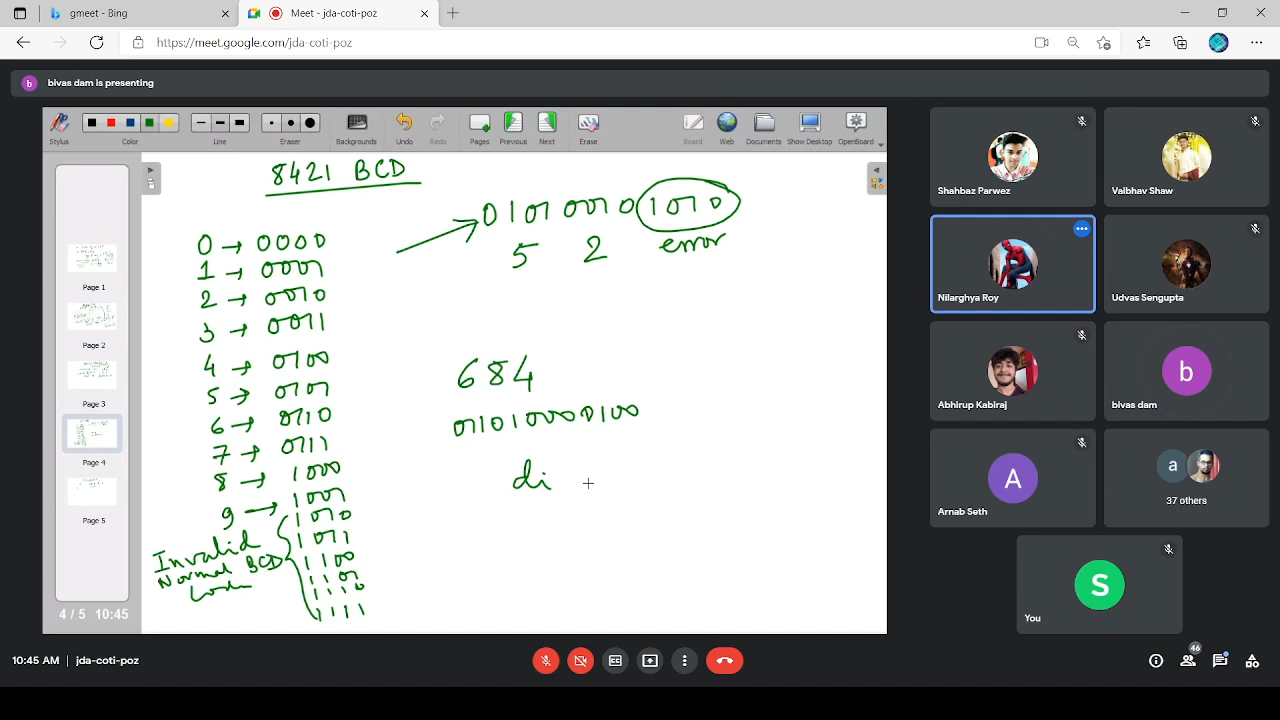 gmeet - Bing
Meet - jda-coti-poz
https://meet.google.com/jda-coti-poz
b bivas dam is presenting
Stylus Color Line Eraser Backgrounds Undo Redo Pages Previous Next Erase Board Web Documents Show Desktop OpenBoard
8421 BCD
0 → 0000
1 → 0001
2 → 0010
3 → 0011
4 → 0100
5 → 0101
6 → 0110
7 → 0111
8 → 1000
9 → 1001
1010
1011
1100
1101
1110
1111
Invalid
Normal BCD
→ 0101 0010 1010
5 2 error
684
011010000100
di
Page 1
Page 2
Page 3
Page 4
Page 5
4 / 5 10:45
Shahbaz Parwez
Vaibhav Shaw
Nilarghya Roy
Udvas Sengupta
Abhirup Kabiraj
b
bivas dam
A
Arnab Seth
a
37 others
S
You
10:45 AM | jda-coti-poz
46